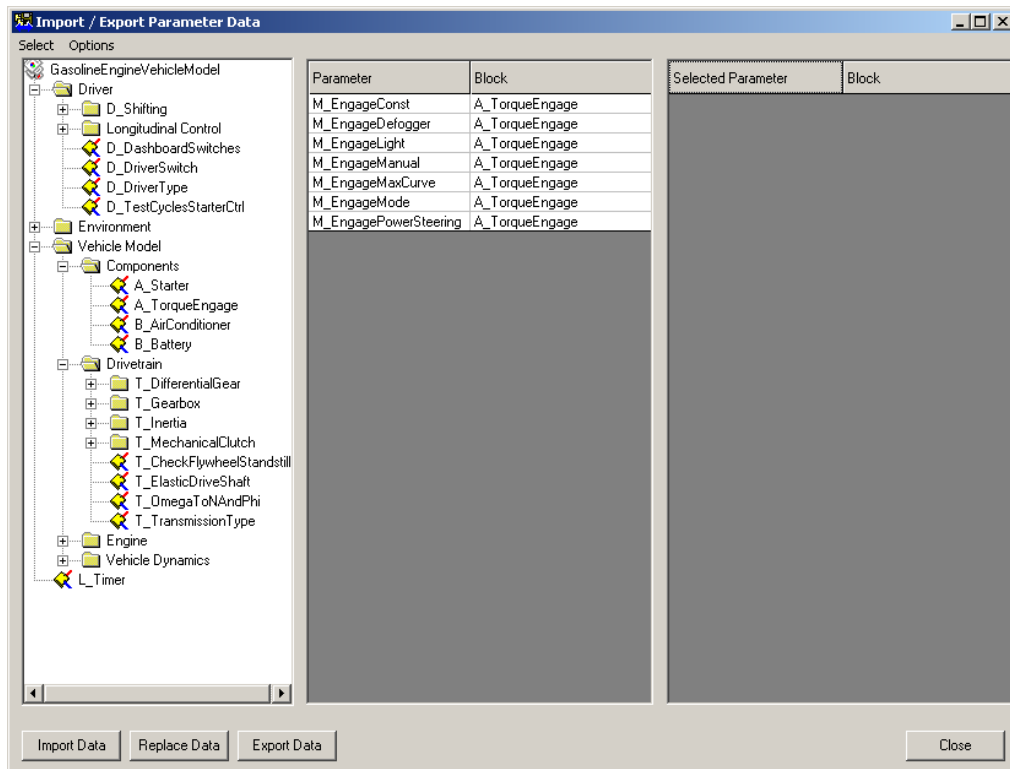 Import / Export Parameter Data
Select Options
GasolineEngineVehicleModel
Driver
D_Shifting
Longitudinal Control
D_DashboardSwitches
D_DriverSwitch
D_DriverType
D_TestCyclesStarterCtrl
Environment
Vehicle Model
Components
A_Starter
A_TorqueEngage
B_AirConditioner
B_Battery
Drivetrain
T_DifferentialGear
T_Gearbox
T_Inertia
T_MechanicalClutch
T_CheckFlywheelStandstill
T_ElasticDriveShaft
T_OmegaToNAndPhi
T_TransmissionType
Engine
Vehicle Dynamics
L_Timer
Parameter Block
M_EngageConst A_TorqueEngage
M_EngageDefogger A_TorqueEngage
M_EngageLight A_TorqueEngage
M_EngageManual A_TorqueEngage
M_EngageMaxCurve A_TorqueEngage
M_EngageMode A_TorqueEngage
M_EngagePowerSteering A_TorqueEngage
Selected Parameter Block
Import Data Replace Data Export Data Close